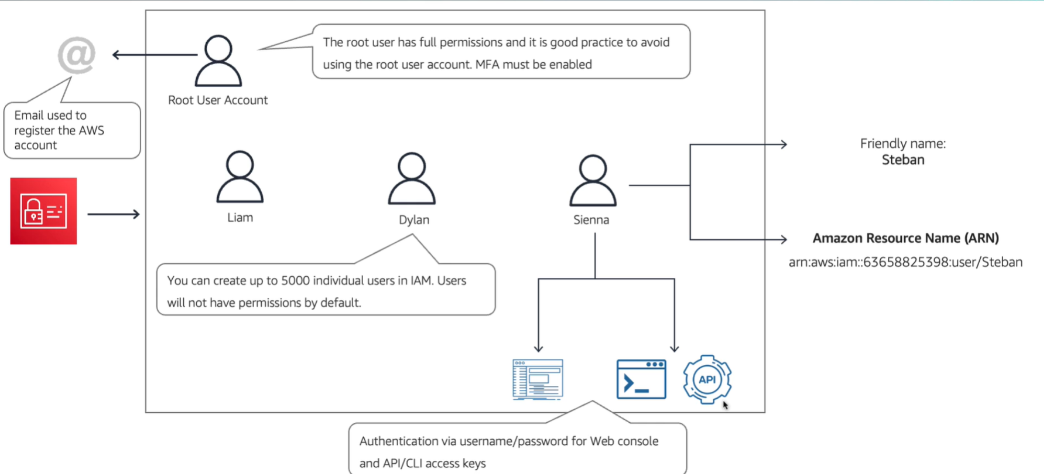 @
The root user has full permissions and it is good practice to avoid
using the root user account. MFA must be enabled
Root User Account
Email used to
register the AWS
account
Liam
Dylan
Sienna
Friendly name:
Steban
Amazon Resource Name (ARN)
arn:aws:iam::63658825398:user/Steban
You can create up to 5000 individual users in IAM. Users
will not have permissions by default.
>_
API
Authentication via username/password for Web console
and API/CLI access keys